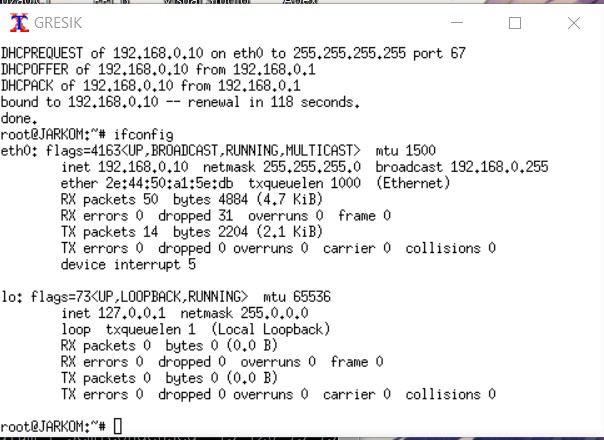 GRESIK
DHCPREQUEST of 192.168.0.10 on eth0 to 255.255.255.255 port 67
DHCPOFFER of 192.168.0.10 from 192.168.0.1
DHCPACK of 192.168.0.10 from 192.168.0.1
bound to 192.168.0.10 -- renewal in 118 seconds.
done.
root@JARKOM:~# ifconfig
eth0: flags=4163<UP,BROADCAST,RUNNING,MULTICAST>  mtu 1500
        inet 192.168.0.10  netmask 255.255.255.0  broadcast 192.168.0.255
        ether 2e:44:50:a1:5e:db  txqueuelen 1000  (Ethernet)
        RX packets 50  bytes 4884 (4.7 KiB)
        RX errors 0  dropped 31  overruns 0  frame 0
        TX packets 14  bytes 2204 (2.1 KiB)
        TX errors 0  dropped 0 overruns 0  carrier 0  collisions 0
        device interrupt 5
lo: flags=73<UP,LOOPBACK,RUNNING>  mtu 65536
        inet 127.0.0.1  netmask 255.0.0.0
        loop  txqueuelen 1  (Local Loopback)
        RX packets 0  bytes 0 (0.0 B)
        RX errors 0  dropped 0  overruns 0  frame 0
        TX packets 0  bytes 0 (0.0 B)
        TX errors 0  dropped 0 overruns 0  carrier 0  collisions 0
root@JARKOM:~#